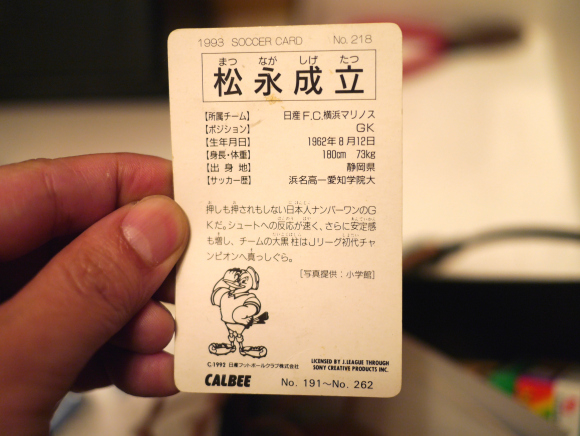 1993 SOCCER CARD No. 218
まつ なが しげ たつ
松永成立
【所属チーム】 日産F.C.横浜マリノス
【ポジション】 GK
【生年月日】 1962年8月12日
【身長・体重】 180cm 73kg
【出身地】 静岡県
【サッカー歴】 浜名高ー愛知学院大
押しも押されもしない日本人ナンバーワンのG
Kだ。シュートへの反応が速く、さらに安定感
も増し、チームの大黒柱はJリーグ初代チャ
ンピオンへ真っしぐら。
[写真提供：小学館]
C.1992 日産フットボールクラブ株式会社
LICENSED BY J.LEAGUE THROUGH
SONY CREATIVE PRODUCTS INC.
CALBEE No. 191〜No. 262